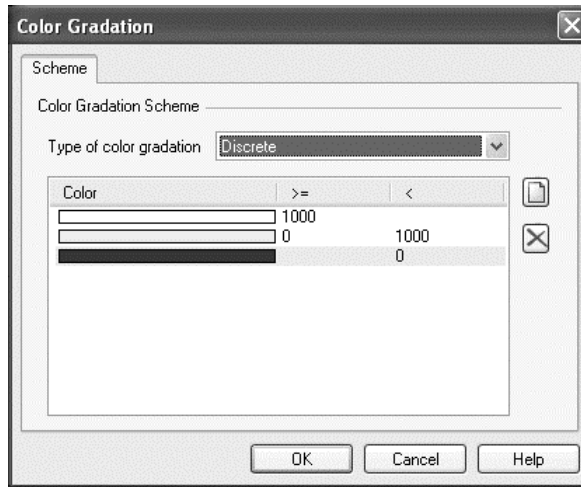 Color Gradation
Scheme
Color Gradation Scheme
Type of color gradation Discrete
Color >= <
1000
0 1000
0
OK Cancel Help